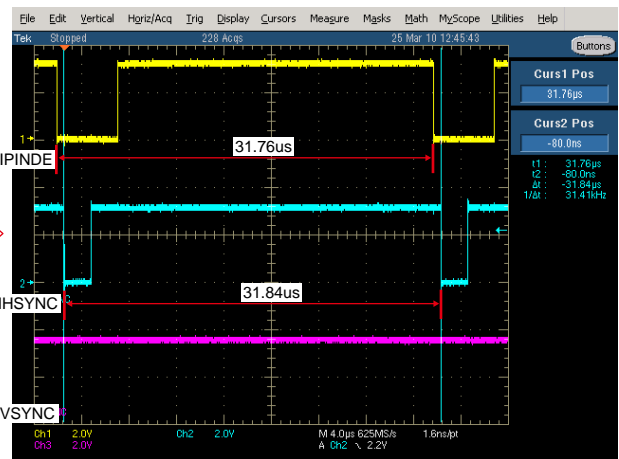 File Edit Vertical Horiz/Acq Trig Display Cursors Measure Masks Math MyScope Utilities Help
Tek Stopped 228 Acqs 25 Mar 10 12:45:43
Buttons
Curs1 Pos
31.76µs
Curs2 Pos
-80.0ns
t1 : 31.76µs
t2 : -80.0ns
Δt : -31.84µs
1/Δt : 31.41kHz
1
IPINDE
31.76us
2
IHSYNC
31.84us
VSYNC
Ch1 2.0V Ch2 2.0V M 4.0µs 625MS/s 1.6ns/pt
Ch3 2.0V A Ch2 \ 2.2V